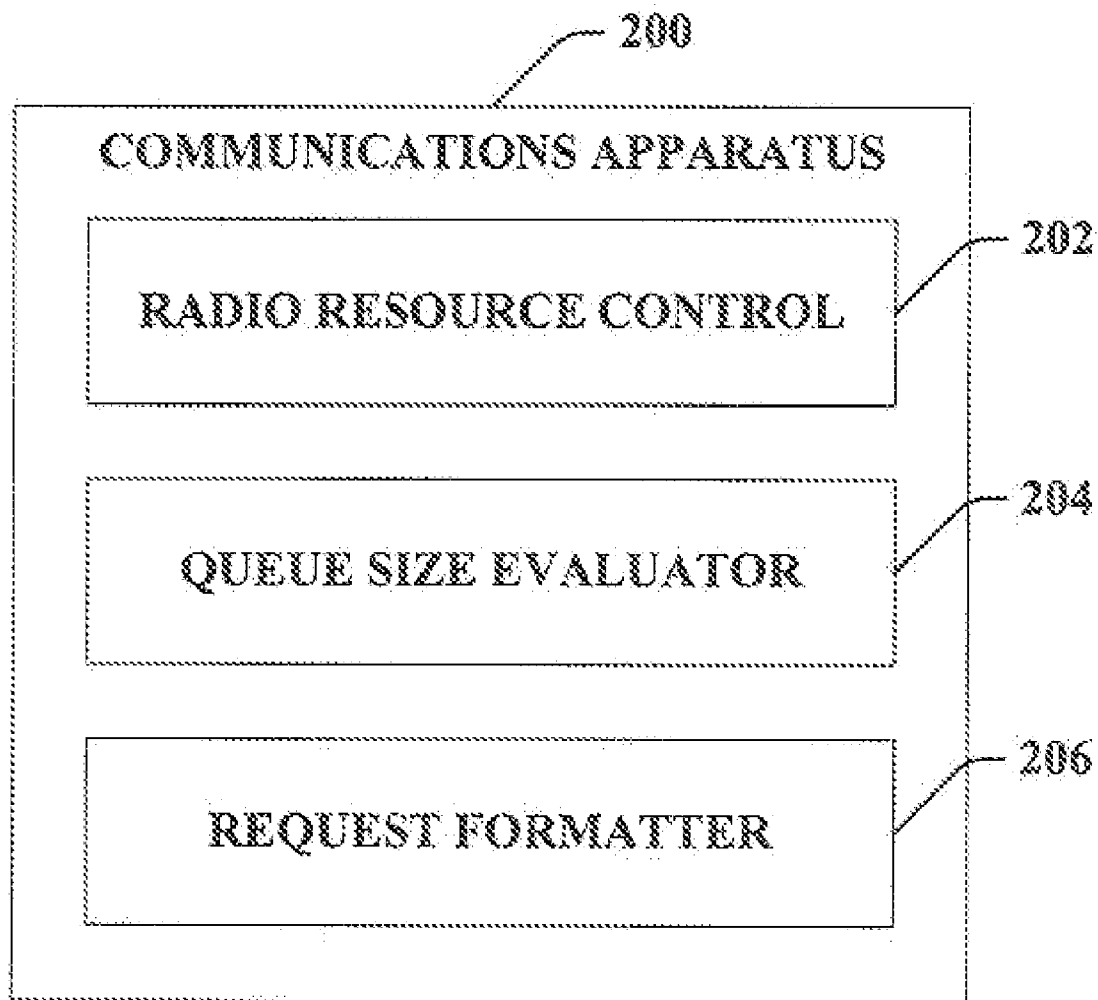 200
COMMUNICATIONS APPARATUS
202
RADIO RESOURCE CONTROL
204
QUEUE SIZE EVALUATOR
206
REQUEST FORMATTER